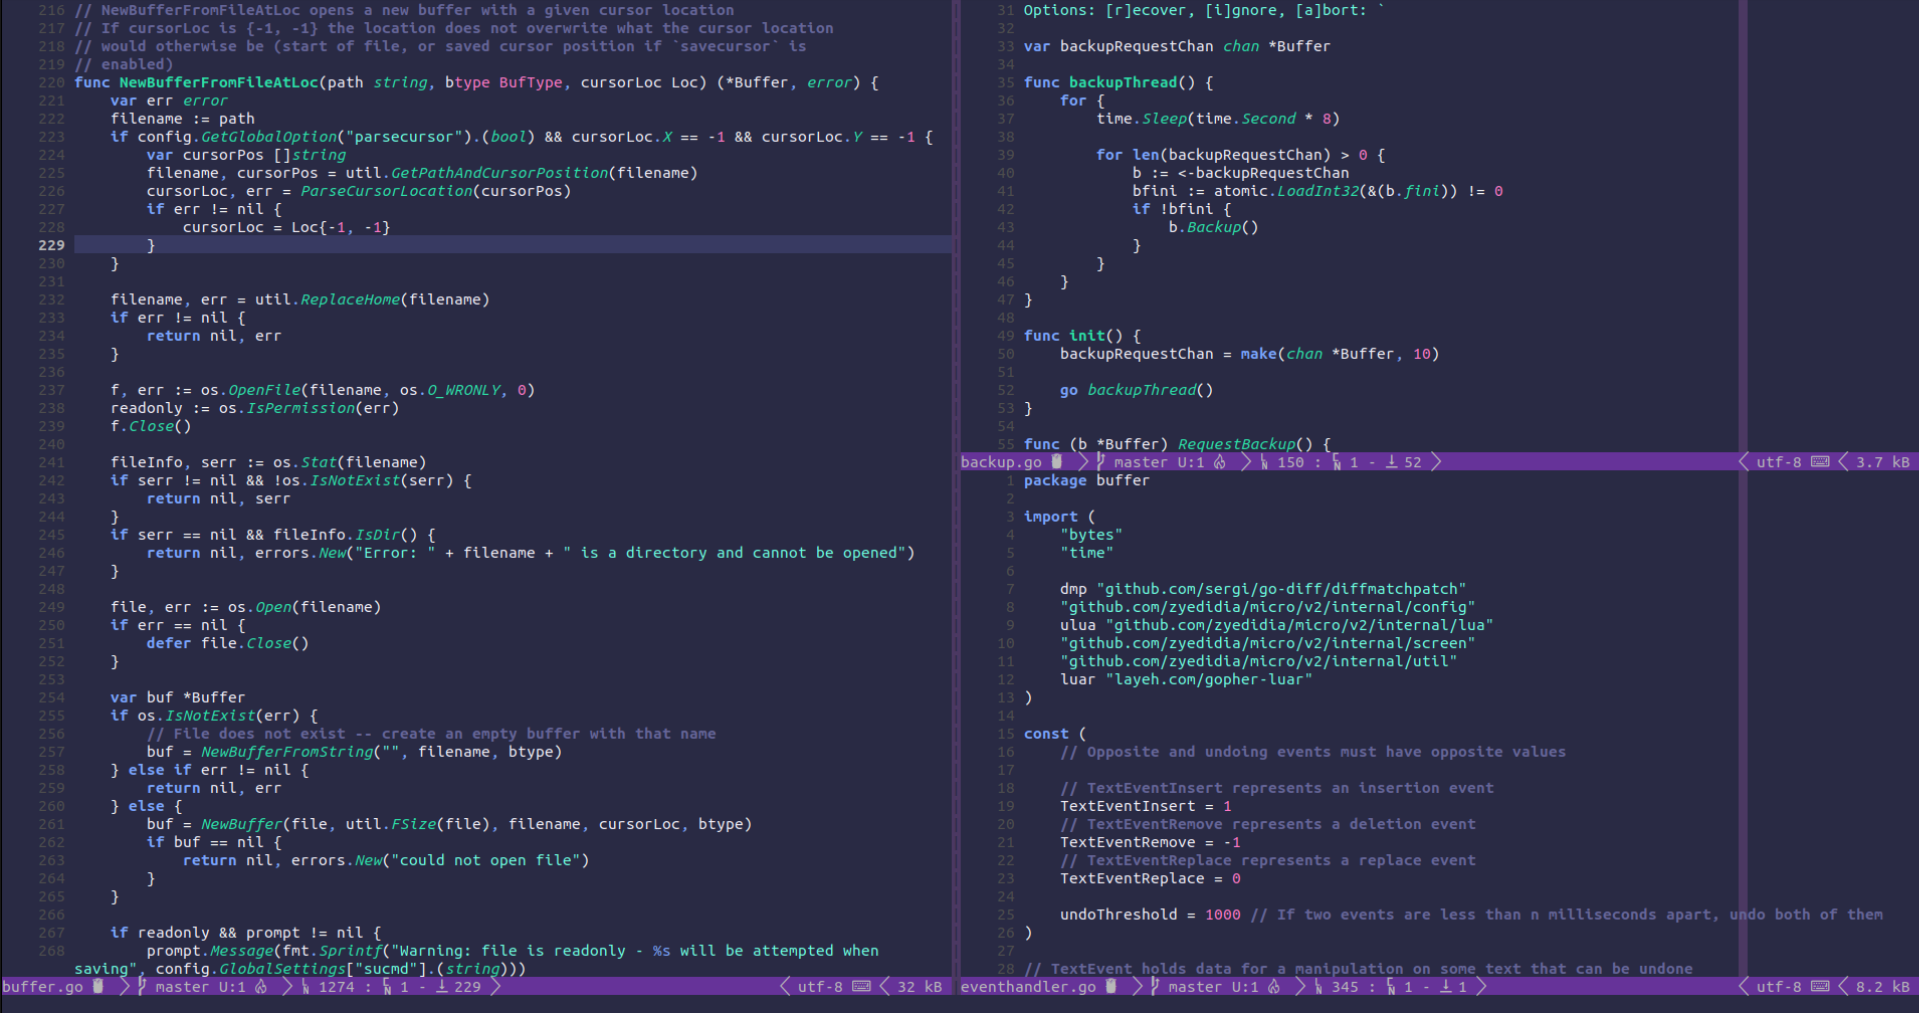 216 // NewBufferFromFileAtLoc opens a new buffer with a given cursor location
217 // If cursorLoc is {-1, -1} the location does not overwrite what the cursor location
218 // would otherwise be (start of file, or saved cursor position if `savecursor` is
219 // enabled)
220 func NewBufferFromFileAtLoc(path string, btype BufType, cursorLoc Loc) (*Buffer, error) {
221     var err error
222     filename := path
223     if config.GetGlobalOption("parsecursor").(bool) && cursorLoc.X == -1 && cursorLoc.Y == -1 {
224         var cursorPos []string
225         filename, cursorPos = util.GetPathAndCursorPosition(filename)
226         cursorLoc, err = ParseCursorLocation(cursorPos)
227         if err != nil {
228             cursorLoc = Loc{-1, -1}
229         }
230     }
231
232     filename, err = util.ReplaceHome(filename)
233     if err != nil {
234         return nil, err
235     }
236
237     f, err := os.OpenFile(filename, os.O_WRONLY, 0)
238     readonly := os.IsPermission(err)
239     f.Close()
240
241     fileInfo, serr := os.Stat(filename)
242     if serr != nil && !os.IsNotExist(serr) {
243         return nil, serr
244     }
245     if serr == nil && fileInfo.IsDir() {
246         return nil, errors.New("Error: " + filename + " is a directory and cannot be opened")
247     }
248
249     file, err := os.Open(filename)
250     if err == nil {
251         defer file.Close()
252     }
253
254     var buf *Buffer
255     if os.IsNotExist(err) {
256         // File does not exist -- create an empty buffer with that name
257         buf = NewBufferFromString("", filename, btype)
258     } else if err != nil {
259         return nil, err
260     } else {
261         buf = NewBuffer(file, util.FSize(file), filename, cursorLoc, btype)
262         if buf == nil {
263             return nil, errors.New("could not open file")
264         }
265     }
266
267     if readonly && prompt != nil {
268         prompt.Message(fmt.Sprintf("Warning: file is readonly - %s will be attempted when
saving", config.GlobalSettings["sucmd"].(string)))
buffer.go master U:1 1274 : 1 - 229 utf-8 32 kB
31 Options: [r]ecover, [i]gnore, [a]bort: `
32
33 var backupRequestChan chan *Buffer
34
35 func backupThread() {
36     for {
37         time.Sleep(time.Second * 8)
38
39         for len(backupRequestChan) > 0 {
40             b := <-backupRequestChan
41             bfini := atomic.LoadInt32(&(b.fini)) != 0
42             if !bfini {
43                 b.Backup()
44             }
45         }
46     }
47 }
48
49 func init() {
50     backupRequestChan = make(chan *Buffer, 10)
51
52     go backupThread()
53 }
54
55 func (b *Buffer) RequestBackup() {
backup.go master U:1 150 : 1 - 52 utf-8 3.7 kB
1 package buffer
2
3 import (
4     "bytes"
5     "time"
6
7     dmp "github.com/sergi/go-diff/diffmatchpatch"
8     "github.com/zyedidia/micro/v2/internal/config"
9     ulua "github.com/zyedidia/micro/v2/internal/lua"
10     "github.com/zyedidia/micro/v2/internal/screen"
11     "github.com/zyedidia/micro/v2/internal/util"
12     luar "layeh.com/gopher-luar"
13 )
14
15 const (
16     // Opposite and undoing events must have opposite values
17
18     // TextEventInsert represents an insertion event
19     TextEventInsert = 1
20     // TextEventRemove represents a deletion event
21     TextEventRemove = -1
22     // TextEventReplace represents a replace event
23     TextEventReplace = 0
24
25     undoThreshold = 1000 // If two events are less than n milliseconds apart, undo both of them
26 )
27
28 // TextEvent holds data for a manipulation on some text that can be undone
eventhandler.go master U:1 345 : 1 - 1 utf-8 8.2 kB